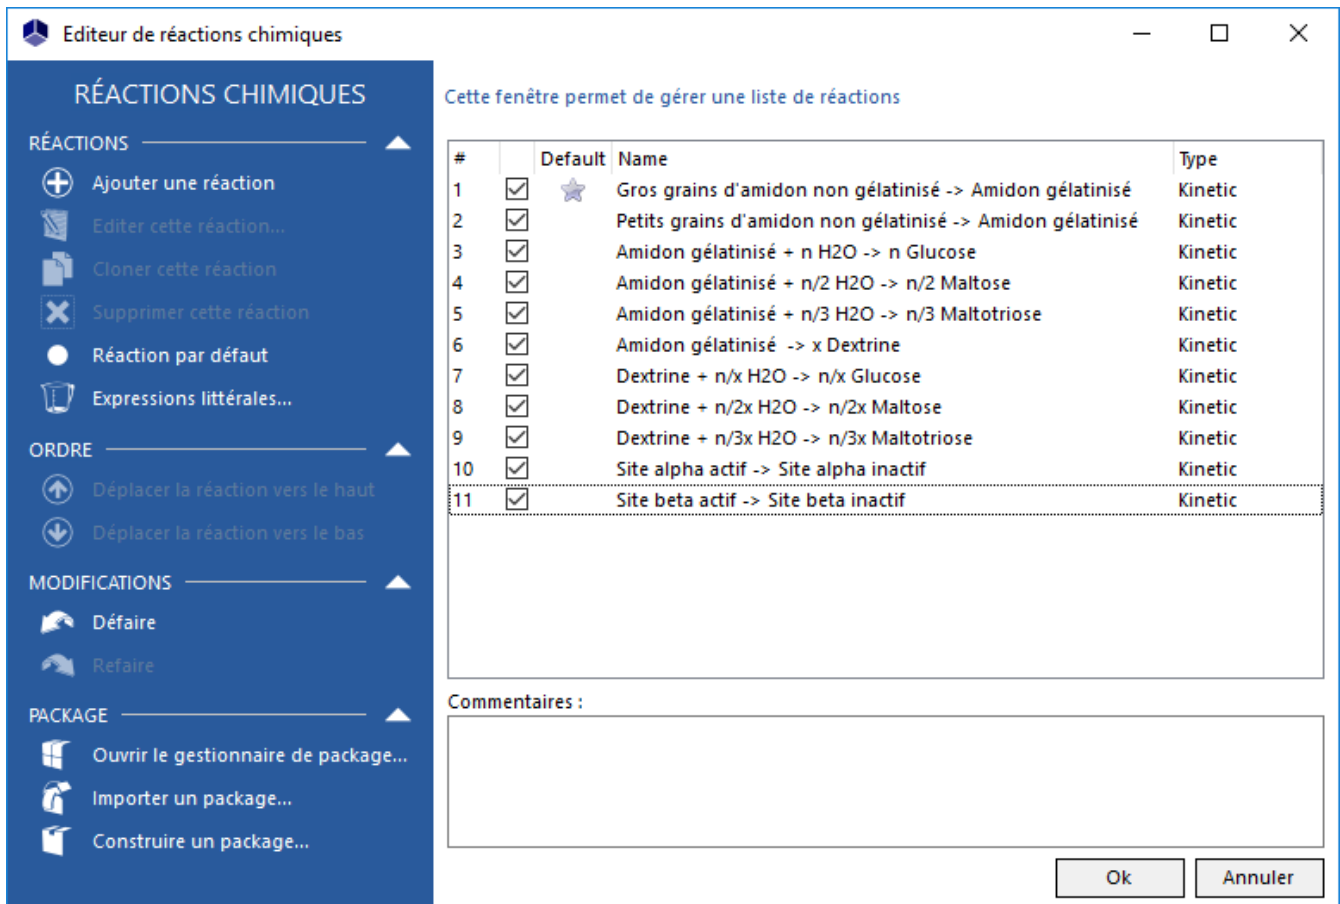 Editeur de réactions chimiques
RÉACTIONS CHIMIQUES
RÉACTIONS
Ajouter une réaction
Editer cette réaction...
Cloner cette réaction
Supprimer cette réaction
Réaction par défaut
Expressions littérales...
ORDRE
Déplacer la réaction vers le haut
Déplacer la réaction vers le bas
MODIFICATIONS
Défaire
Refaire
PACKAGE
Ouvrir le gestionnaire de package...
Importer un package...
Construire un package...
Cette fenêtre permet de gérer une liste de réactions
# Default Name Type
1 Gros grains d'amidon non gélatinisé -> Amidon gélatinisé Kinetic
2 Petits grains d'amidon non gélatinisé -> Amidon gélatinisé Kinetic
3 Amidon gélatinisé + n H2O -> n Glucose Kinetic
4 Amidon gélatinisé + n/2 H2O -> n/2 Maltose Kinetic
5 Amidon gélatinisé + n/3 H2O -> n/3 Maltotriose Kinetic
6 Amidon gélatinisé -> x Dextrine Kinetic
7 Dextrine + n/x H2O -> n/x Glucose Kinetic
8 Dextrine + n/2x H2O -> n/2x Maltose Kinetic
9 Dextrine + n/3x H2O -> n/3x Maltotriose Kinetic
10 Site alpha actif -> Site alpha inactif Kinetic
11 Site beta actif -> Site beta inactif Kinetic
Commentaires :
Ok Annuler